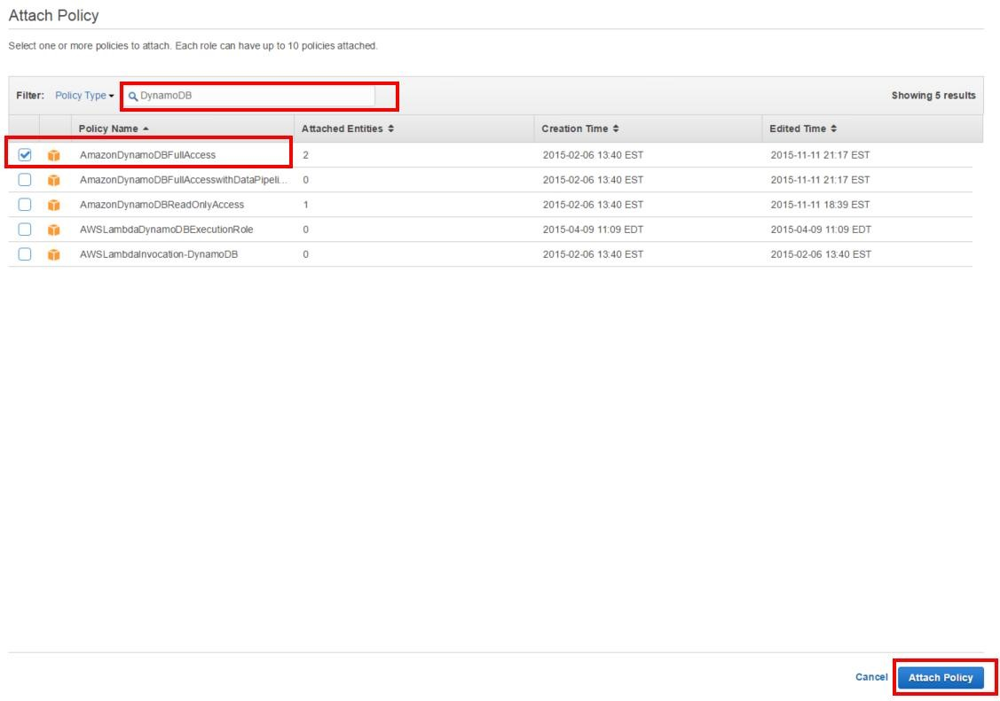 Attach Policy
Select one or more policies to attach. Each role can have up to 10 policies attached.
Filter: Policy Type DynamoDB Showing 5 results
Policy Name Attached Entities Creation Time Edited Time
AmazonDynamoDBFullAccess 2 2015-02-06 13:40 EST 2015-11-11 21:17 EST
AmazonDynamoDBFullAccesswithDataPipeli... 0 2015-02-06 13:40 EST 2015-11-11 21:17 EST
AmazonDynamoDBReadOnlyAccess 1 2015-02-06 13:40 EST 2015-11-11 18:39 EST
AWSLambdaDynamoDBExecutionRole 0 2015-04-09 11:09 EDT 2015-04-09 11:09 EDT
AWSLambdaInvocation-DynamoDB 0 2015-02-06 13:40 EST 2015-02-06 13:40 EST
Cancel Attach Policy